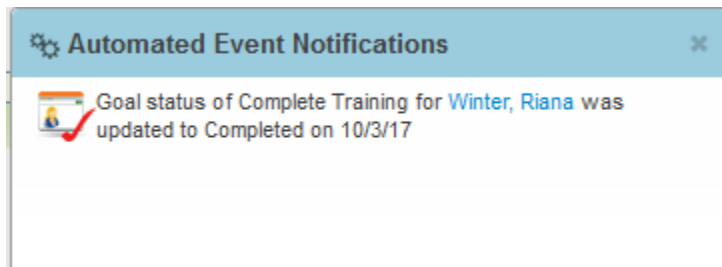 Automated Event Notifications
Goal status of Complete Training for Winter, Riana was
updated to Completed on 10/3/17